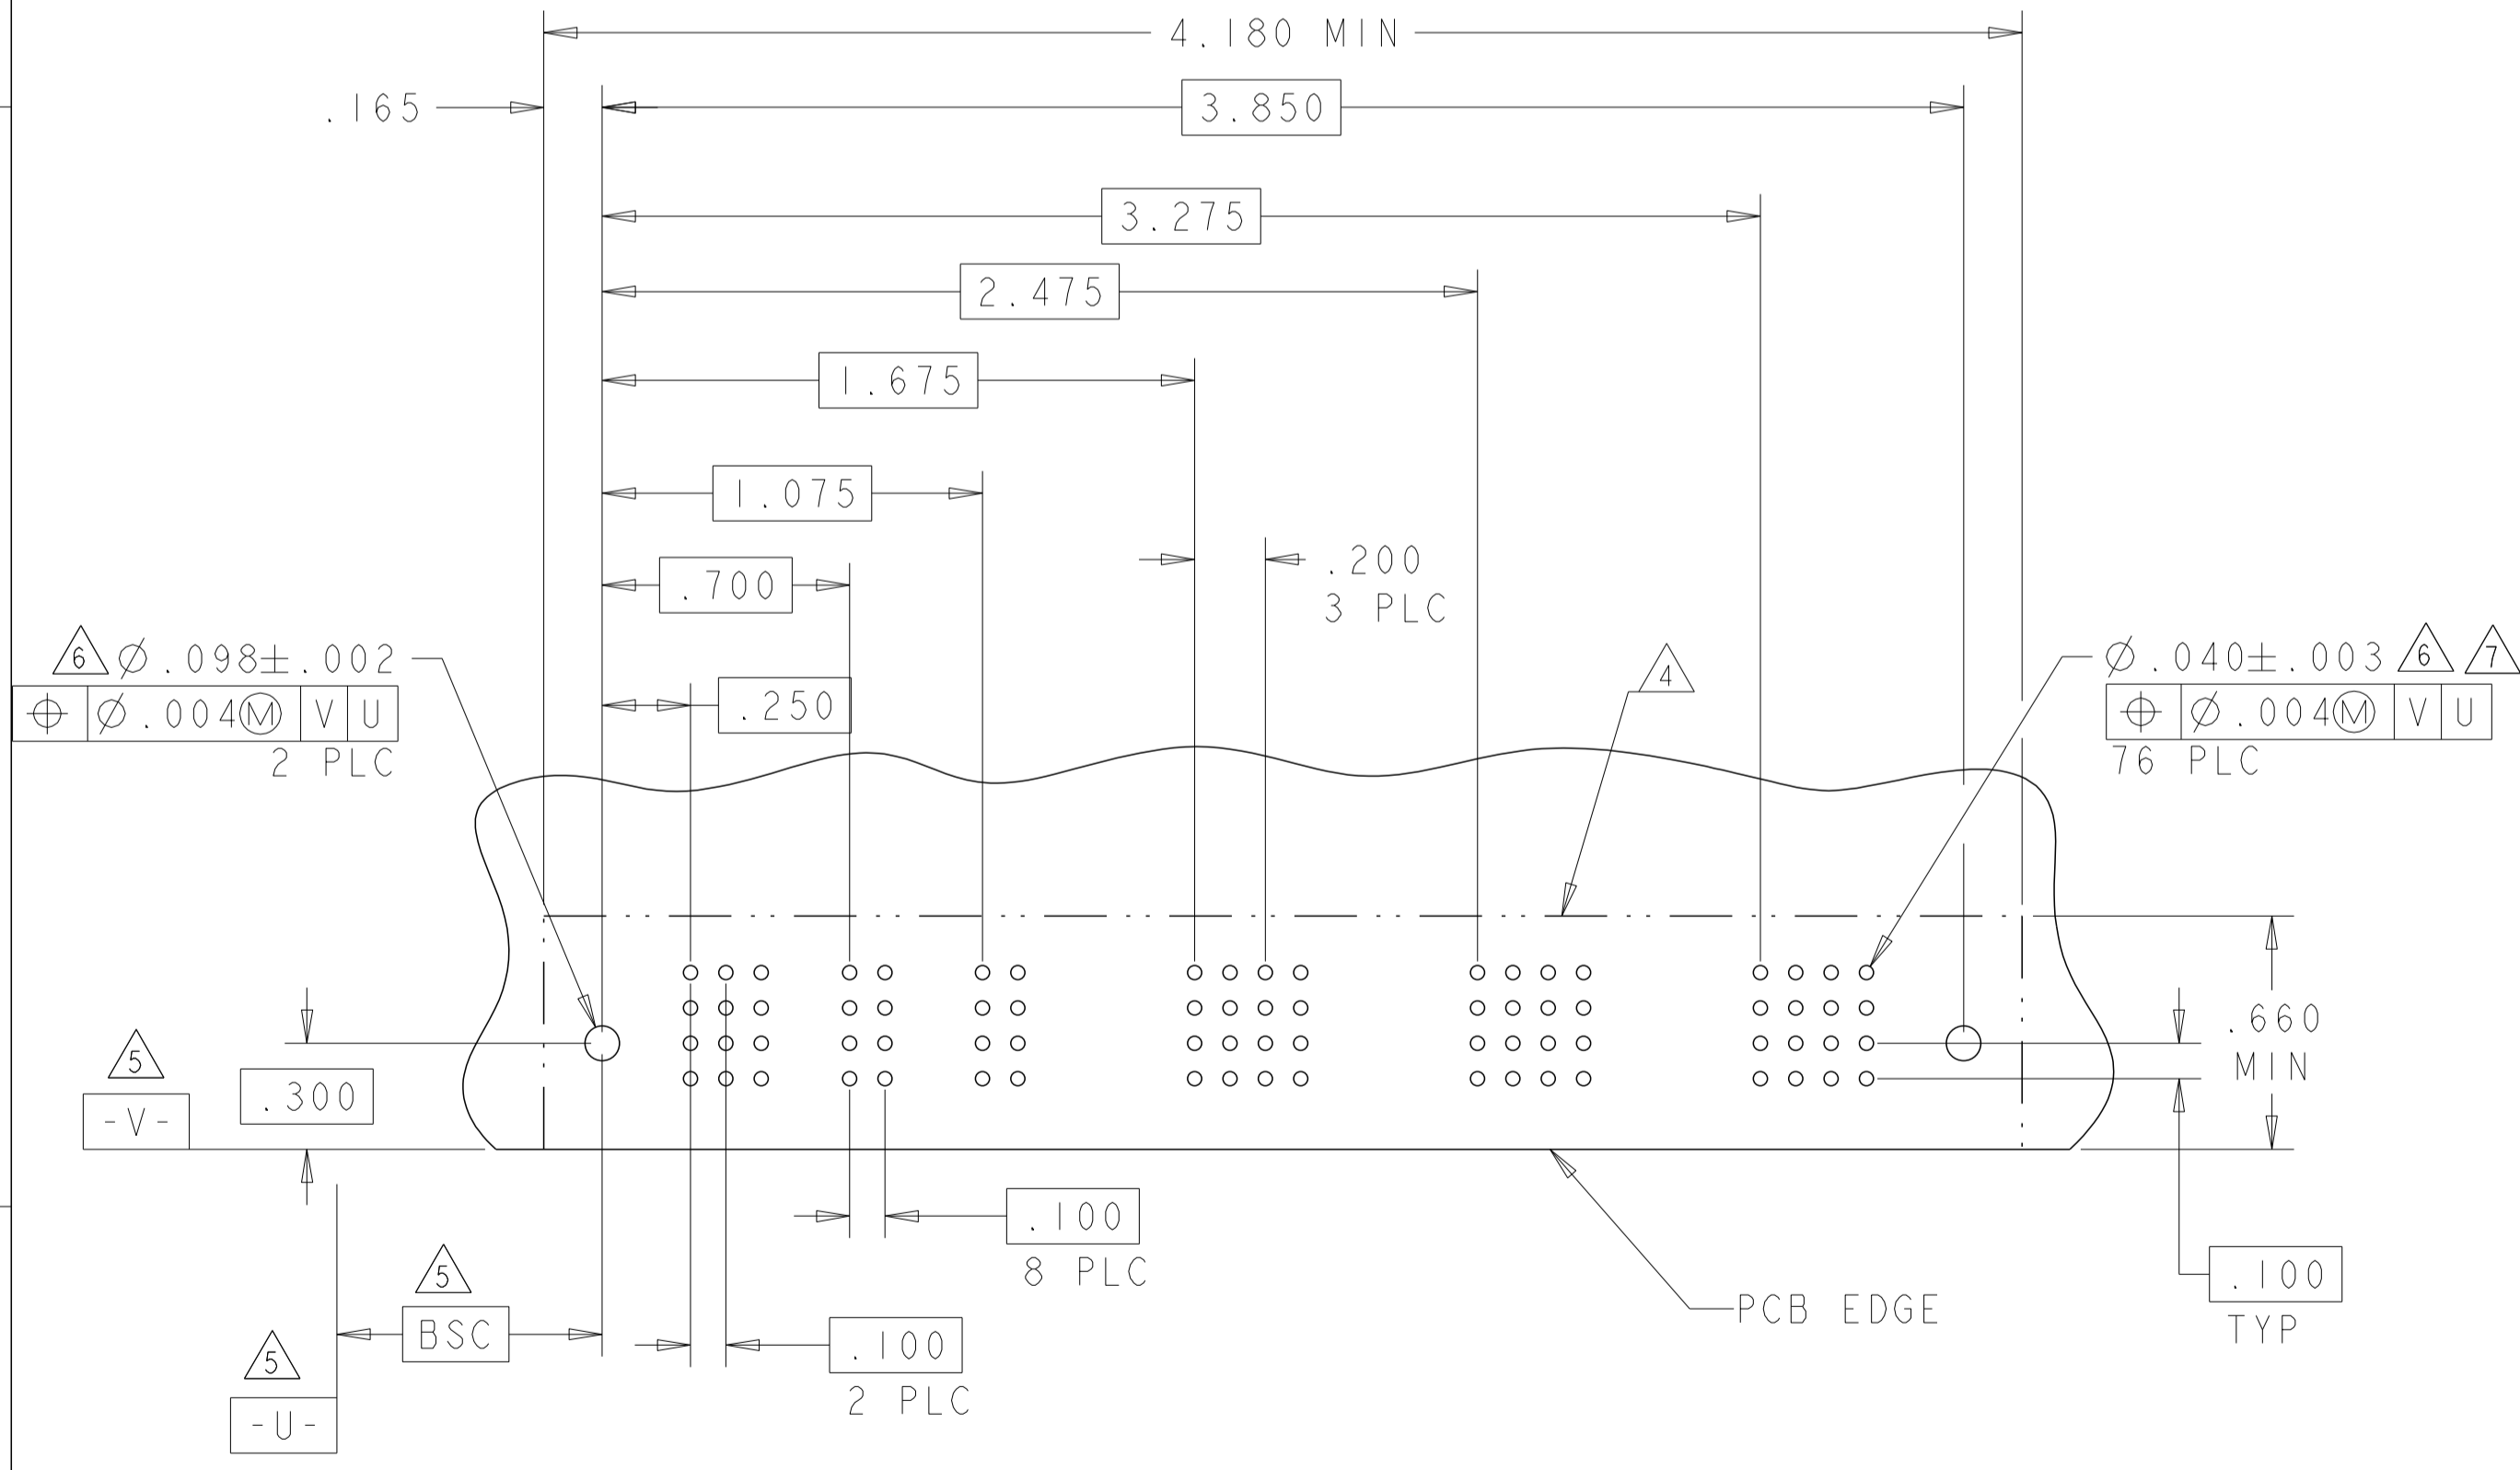 4.180 MIN
.165
3.850
3.275
2.475
1.675
1.075
.700
.200
3 PLC
.250
6 Ø.098±.002
⌖ Ø.004Ⓜ V U
2 PLC
4
Ø.040±.003 6 7
⌖ Ø.004Ⓜ V U
76 PLC
5
-V-
.300
.660
MIN
.100
8 PLC
.100
TYP
5
BSC
PCB EDGE
5
-U-
.100
2 PLC